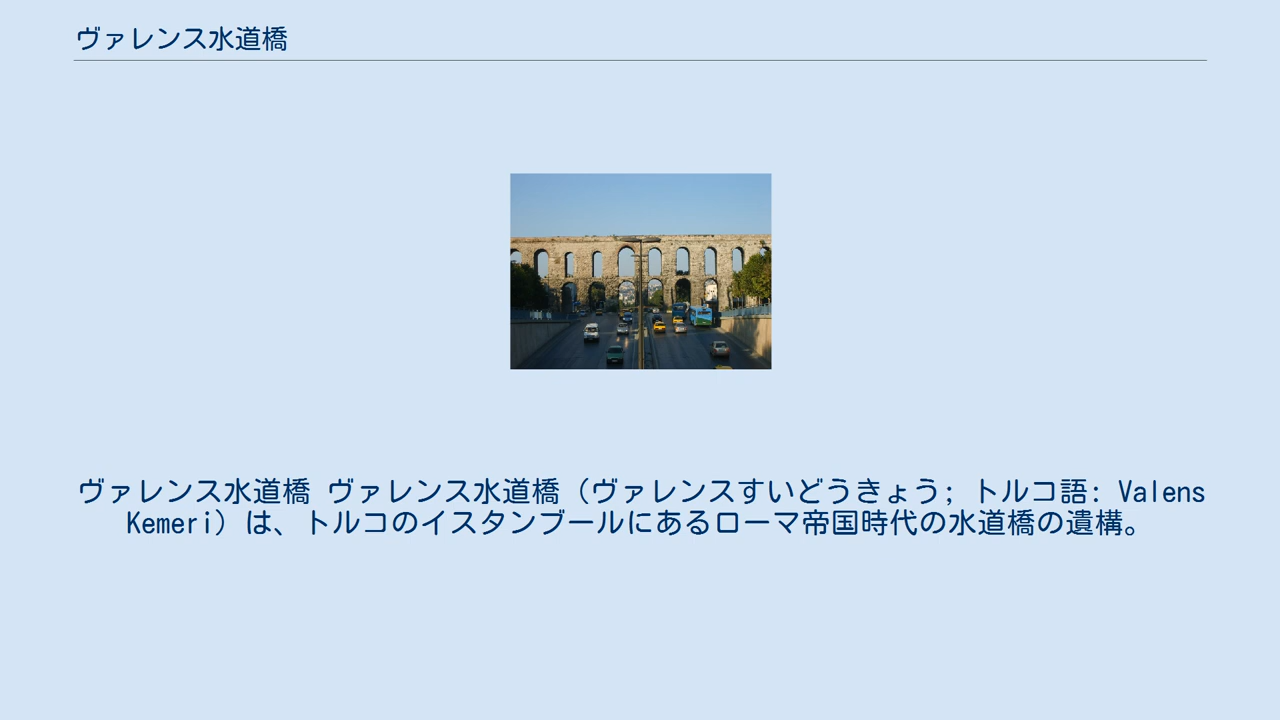 ヴァレンス水道橋
ヴァレンス水道橋 ヴァレンス水道橋（ヴァレンスすいどうきょう; トルコ語: Valens
Kemeri）は、トルコのイスタンブールにあるローマ帝国時代の水道橋の遺構。